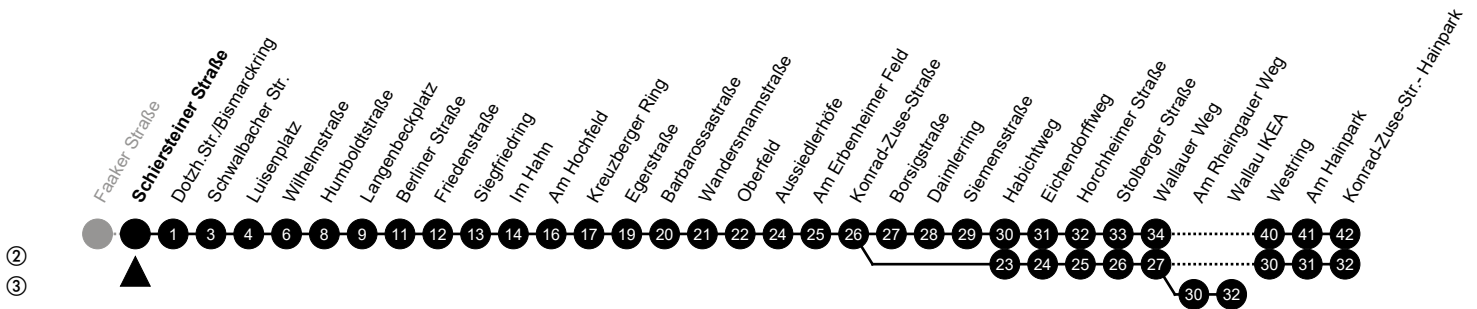 Faaker Straße
Schiersteiner Straße
Dotzh.Str./Bismarckring
Schwalbacher Str.
Luisenplatz
Wilhelmstraße
Humboldtstraße
Langenbeckplatz
Berliner Straße
Friedenstraße
Siegfriedring
Im Hahn
Am Hochfeld
Kreuzberger Ring
Egerstraße
Barbarossastraße
Wandersmannstraße
Oberfeld
Aussiedlerhöfe
Am Erbenheimer Feld
Konrad-Zuse-Straße
Borsigstraße
Daimlerring
Siemensstraße
Habichtweg
Eichendorffweg
Horchheimer Straße
Stolberger Straße
Wallauer Weg
Am Rheingauer Weg
Wallau IKEA
Westring
Am Hainpark
Konrad-Zuse-Str.- Hainpark
1 3 4 6 8 9 11 12 13 14 16 17 19 20 21 22 24 25 26 27 28 29 30 31 32 33 34 40 41 42
② 23 24 25 26 27 30 31 32
③ 30 32